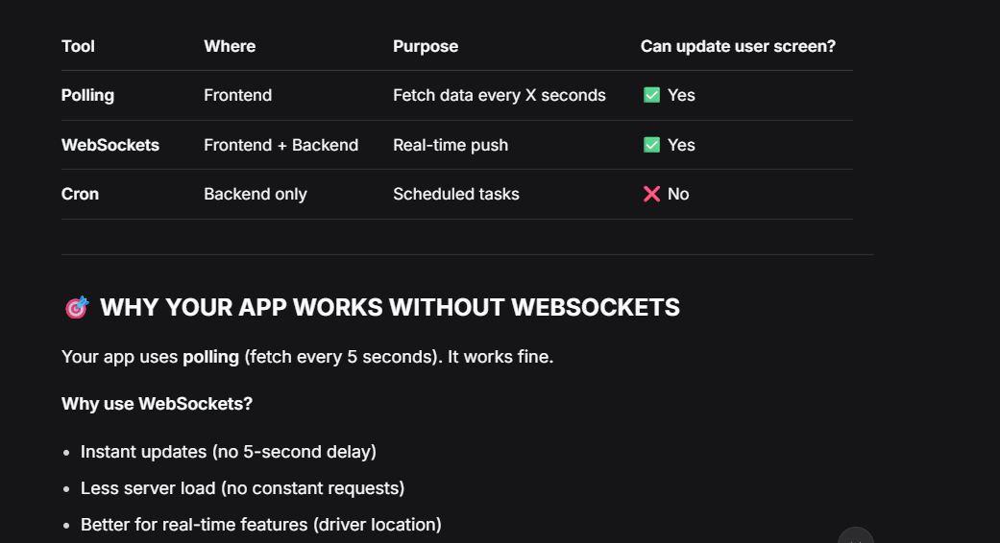 Tool Where Purpose Can update user screen?
Polling Frontend Fetch data every X seconds ✅ Yes
WebSockets Frontend + Backend Real-time push ✅ Yes
Cron Backend only Scheduled tasks ❌ No
🎯 WHY YOUR APP WORKS WITHOUT WEBSOCKETS
Your app uses polling (fetch every 5 seconds). It works fine.
Why use WebSockets?
• Instant updates (no 5-second delay)
• Less server load (no constant requests)
• Better for real-time features (driver location)